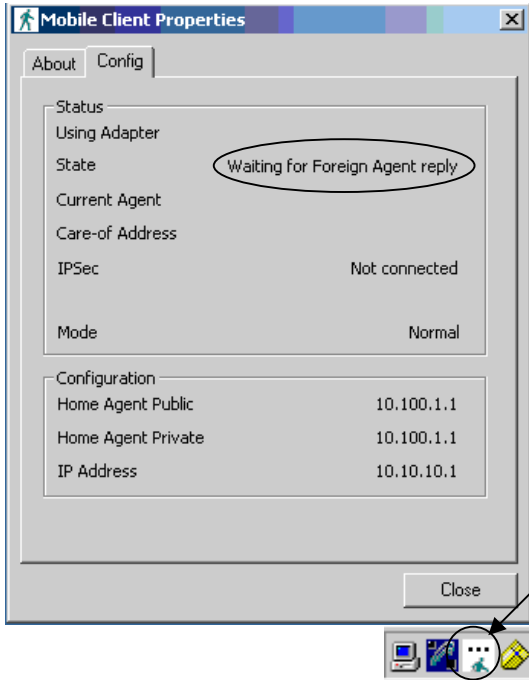 Mobile Client Properties
About Config
Status
Using Adapter
State Waiting for Foreign Agent reply
Current Agent
Care-of Address
IPSec Not connected
Mode Normal
Configuration
Home Agent Public 10.100.1.1
Home Agent Private 10.100.1.1
IP Address 10.10.10.1
Close